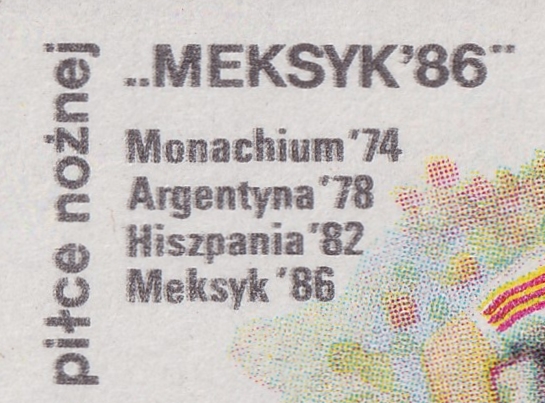 piłce nożnej
„MEKSYK'86”
Monachium '74
Argentyna '78
Hiszpania '82
Meksyk '86